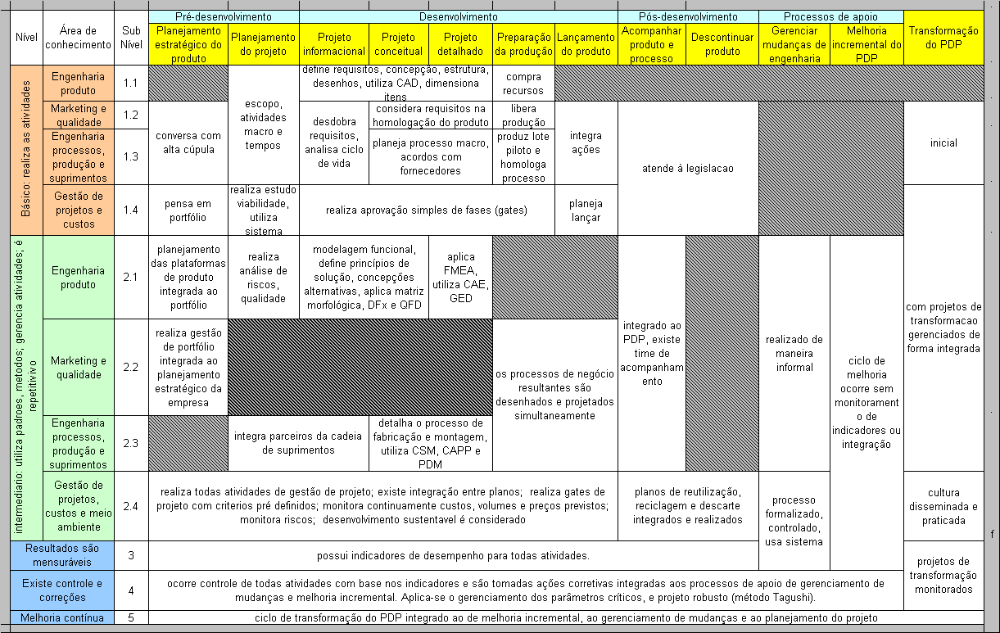 Nível
Área de
conhecimento
Sub
Nível
Pré-desenvolvimento
Desenvolvimento
Pós-desenvolvimento
Processos de apoio
Transformação
do PDP
Planejamento
estratégico do
produto
Planejamento
do projeto
Projeto
informacional
Projeto
conceitual
Projeto
detalhado
Preparação
da produção
Lançamento
do produto
Acompanhar
produto e
processo
Descontinuar
produto
Gerenciar
mudanças de
engenharia
Melhoria
incremental do
PDP
Básico: realiza as atividades
Engenharia
produto
1.1
escopo,
atividades
macro e
tempos
define requisitos, concepção, estrutura,
desenhos, utiliza CAD, dimensiona
itens
compra
recursos
Marketing e
qualidade
1.2
conversa com
alta cúpula
desdobra
requisitos,
analisa ciclo
de vida
considera requisitos na
homologação do produto
libera
produção
integra
ações
atende à legislacao
inicial
Engenharia
processos,
produção e
suprimentos
1.3
planeja processo macro,
acordos com
fornecedores
produz lote
piloto e
homologa
processo
Gestão de
projetos e
custos
1.4
pensa em
portfólio
realiza estudo
viabilidade,
utiliza
sistema
realiza aprovação simples de fases (gates)
planeja
lançar
com projetos de
transformacao
gerenciados de
forma integrada
intermediario: utiliza padroes, metodos; gerencia atividades; é
repetitivivo
Engenharia
produto
2.1
planejamento
das plataformas
de produto
integrada ao
portfólio
realiza
análise de
riscos,
qualidade
modelagem funcional,
define princípios de
solução, concepções
alternativas, aplica matriz
morfológica, DFx e QFD
aplica
FMEA,
utiliza CAE,
GED
integrado ao
PDP, existe
time de
acompanham
ento
realizado de
maneira
informal
ciclo de
melhoria
ocorre sem
monitorament
o de
indicadores ou
integração
Marketing e
qualidade
2.2
realiza gestão
de portfólio
integrada ao
planejamento
estratégico da
empresa
os processos de negócio
resultantes são
desenhados e projetados
simultaneamente
Engenharia
processos,
produção e
suprimentos
2.3
integra parceiros da cadeia
de suprimentos
detalha o processo de
fabricação e montagem,
utiliza CSM, CAPP e
PDM
Gestão de
projetos,
custos e meio
ambiente
2.4
realiza todas atividades de gestão de projeto; existe integração entre planos; realiza gates de
projeto com criterios pré definidos; monitora continuamente custos, volumes e preços previstos;
monitora riscos; desenvolvimento sustentavel é considerado
planos de reutilização,
reciclagem e descarte
integrados e realizados
processo
formalizado,
controlado,
usa sistema
cultura
disseminada e
praticada
f
Resultados são
mensuráveis
3
possui indicadores de desempenho para todas atividades.
projetos de
transformação
monitorados
Existe controle e
correções
4
ocorre controle de todas atividades com base nos indicadores e são tomadas ações corretivas integradas aos processos de apoio de gerenciamento de
mudanças e melhoria incremental. Aplica-se o gerenciamento dos parâmetros críticos, e projeto robusto (método Tagushi).
Melhoria contínua
5
ciclo de transformação do PDP integrado ao de melhoria incremental, ao gerenciamento de mudanças e ao planejamento do projeto